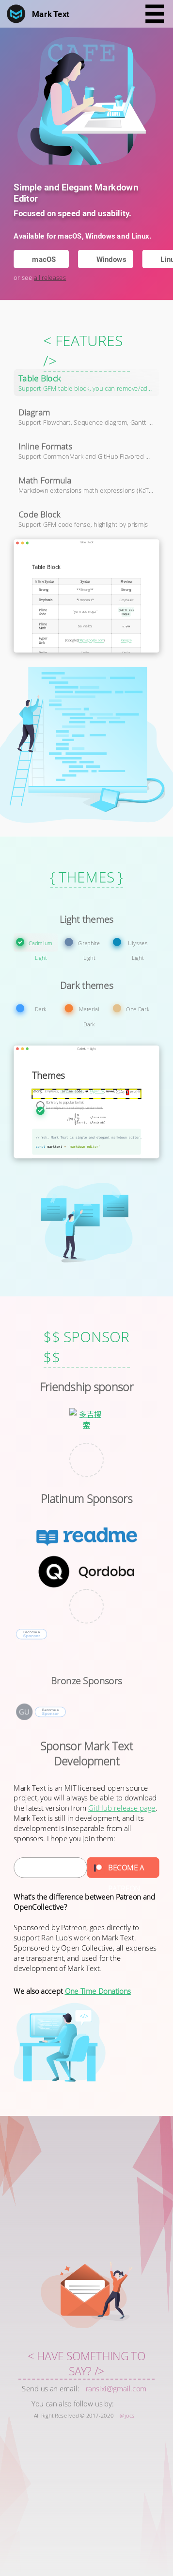 Mark Text
CAFE
Simple and Elegant Markdown
Editor
Focused on speed and usability.
Available for macOS, Windows and Linux.
macOS
Windows
Linu
or see all releases.
< FEATURES
/>
Table Block
Support GFM table block, you can remove/ad...
Diagram
Support Flowchart, Sequence diagram, Gantt ...
Inline Formats
Support CommonMark and GitHub Flavored ...
Math Formula
Markdown extensions math expressions (KaT...
Code Block
Support GFM code fense, highlight by prismjs.
Table Block
{ THEMES }
Light themes
Cadmium
Light
Graphite
Light
Ulysses
Light
Dark themes
Dark
Material
Dark
One Dark
Themes
$$ SPONSOR
$$
Friendship sponsor
多吉搜
索
Platinum Sponsors
readme
Qordoba
Become a
Sponsor
Bronze Sponsors
GU
Become a
Sponsor
Sponsor Mark Text
Development
Mark Text is an MIT licensed open source
project, you will always be able to download
the latest version from GitHub release page.
Mark Text is still in development, and its
development is inseparable from all
sponsors. I hope you join them:
BECOME A
What's the difference between Patreon and
OpenCollective?
Sponsored by Patreon, goes directly to
support Ran Luo's work on Mark Text.
Sponsored by Open Collective, all expenses
are transparent, and used for the
development of Mark Text.
We also accept One Time Donations
< HAVE SOMETHING TO
SAY? />
Send us an email: ransixi@gmail.com
You can also follow us by:
All Right Reserved © 2017-2020